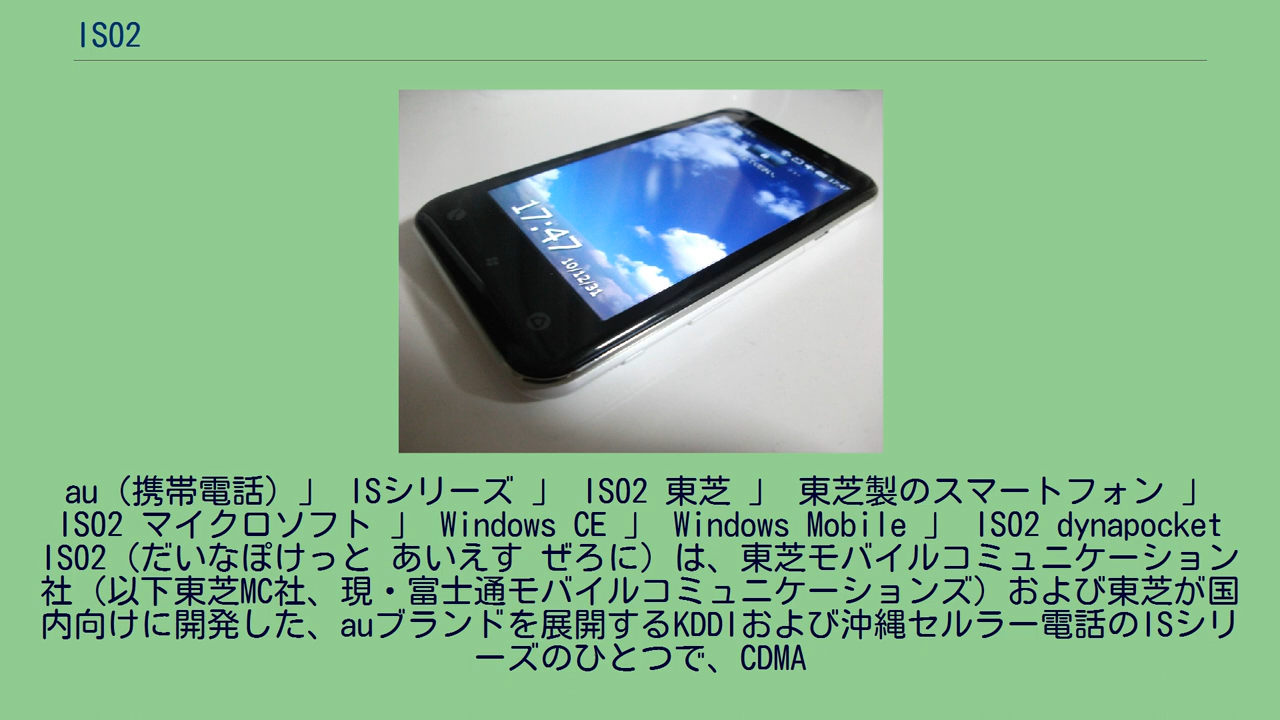 IS02
17:47
10/12/31
au（携帯電話）」 ISシリーズ 」 IS02 東芝 」 東芝製のスマートフォン 」
IS02 マイクロソフト 」 Windows CE 」 Windows Mobile 」 IS02 dynapocket
IS02（だいなぽけっと あいえす ぜろに）は、東芝モバイルコミュニケーション
社（以下東芝MC社、現・富士通モバイルコミュニケーションズ）および東芝が国
内向けに開発した、auブランドを展開するKDDIおよび沖縄セルラー電話のISシリ
ーズのひとつで、CDMA